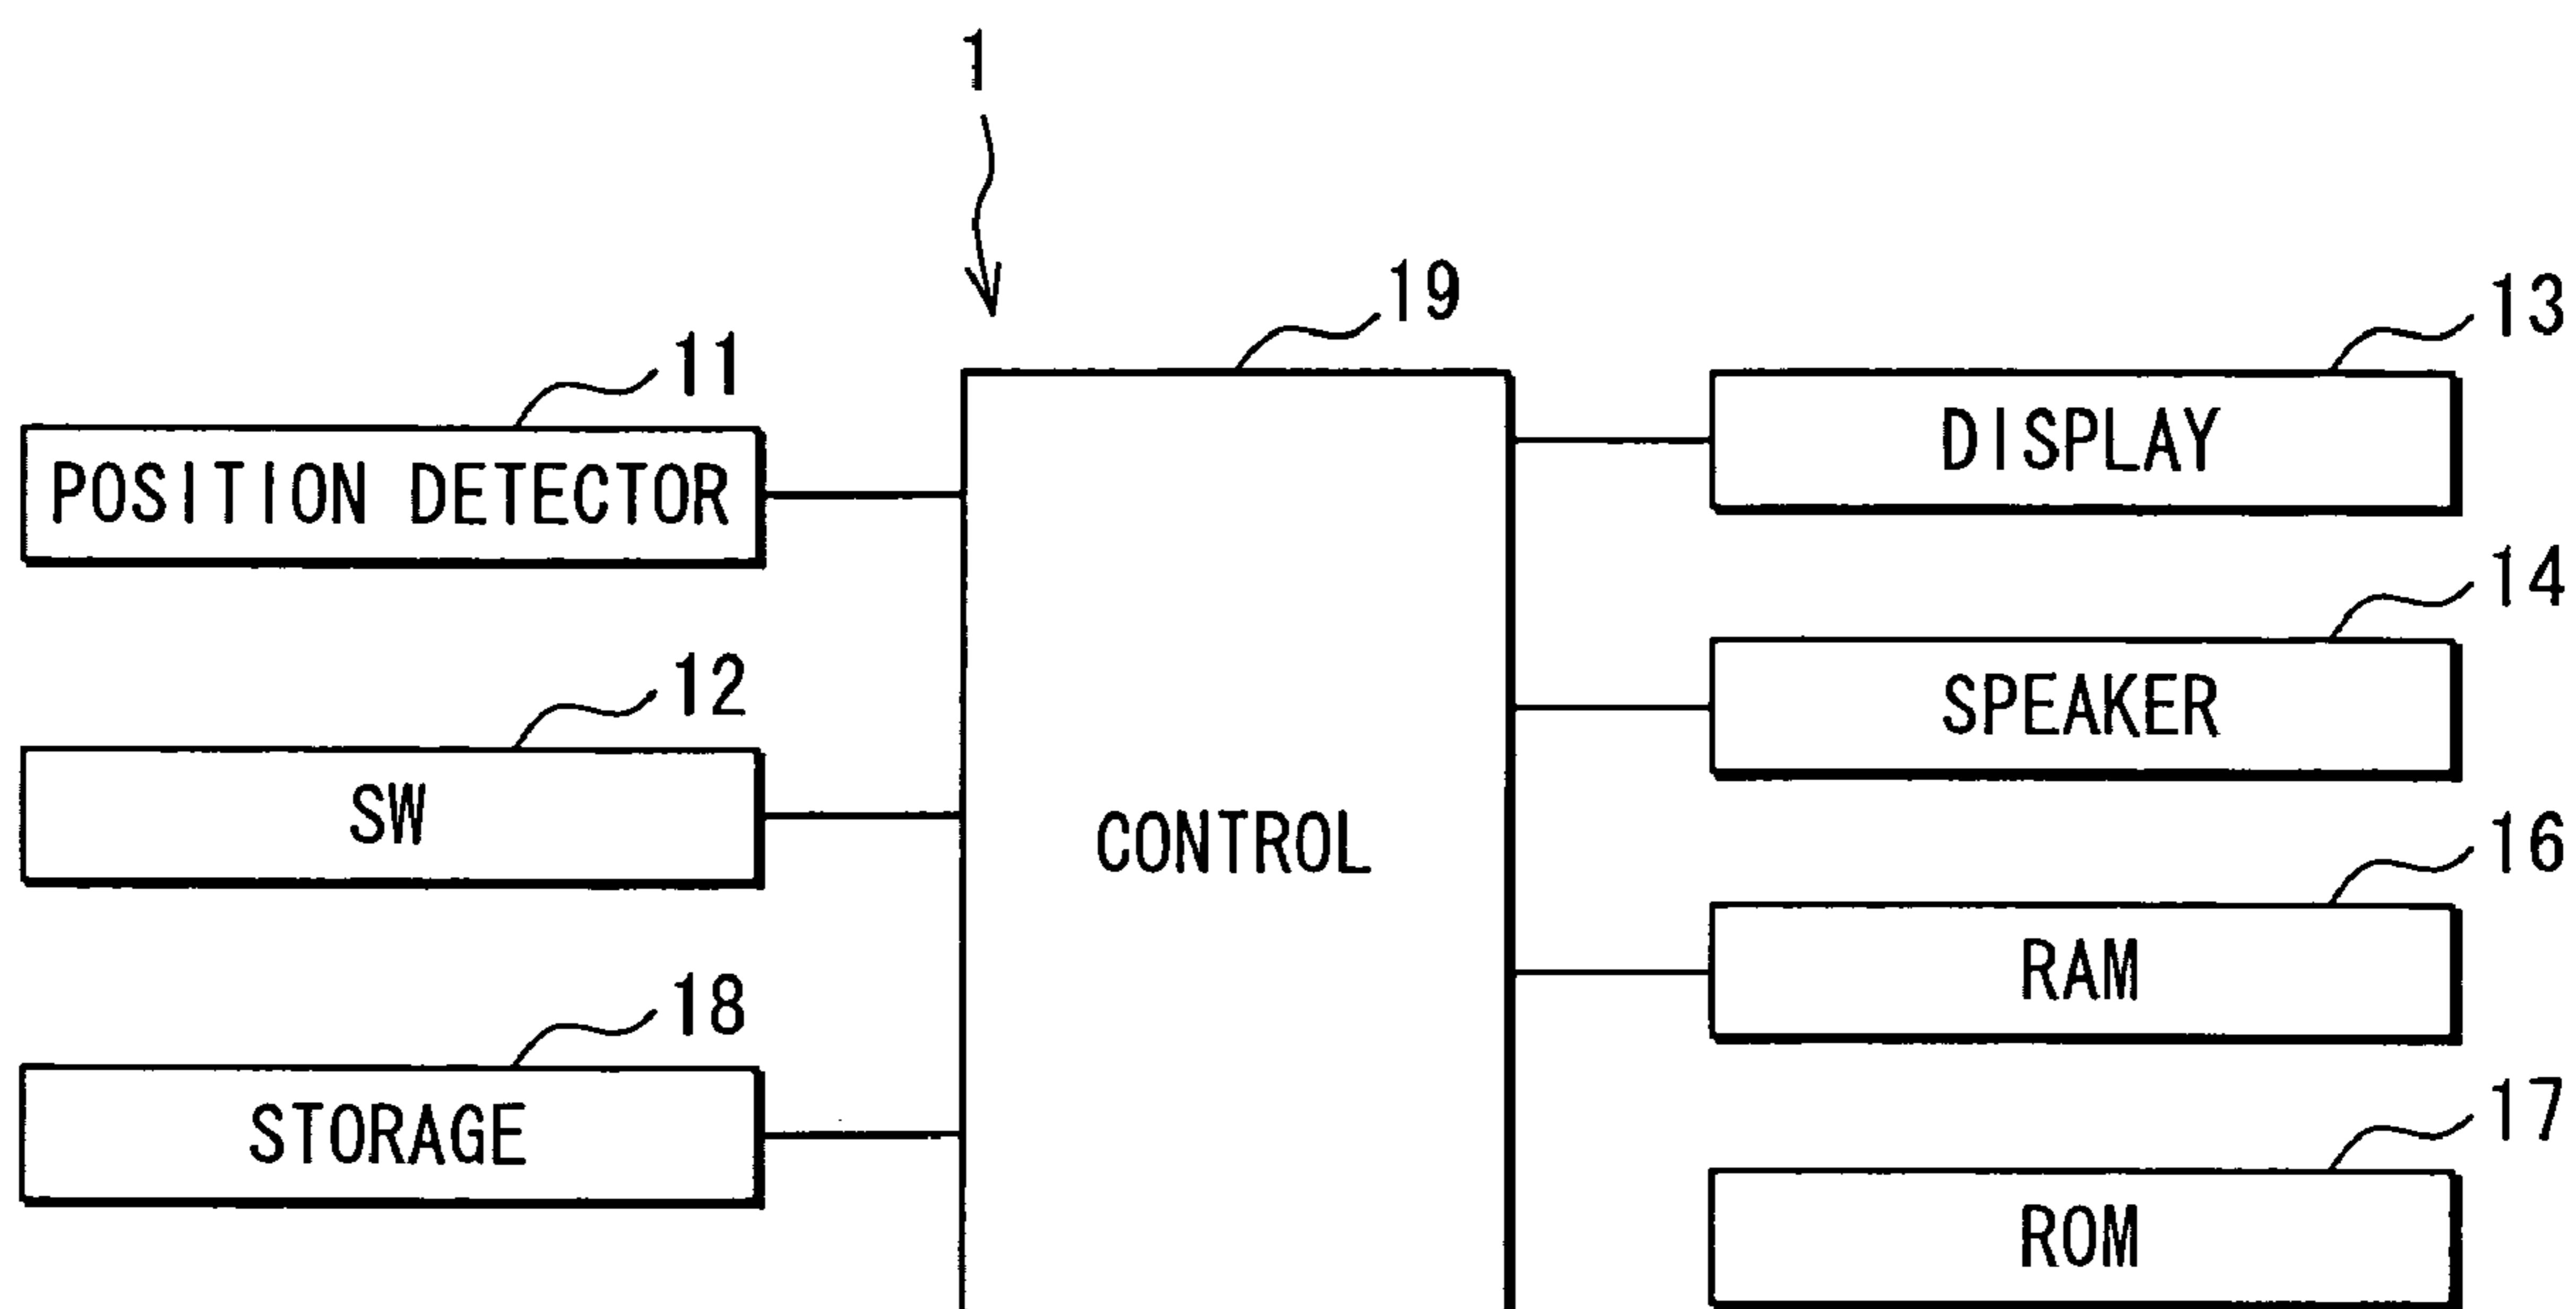 1
19
13
11
DISPLAY
POSITION DETECTOR
14
12
SPEAKER
SW
CONTROL
16
18
RAM
STORAGE
17
ROM